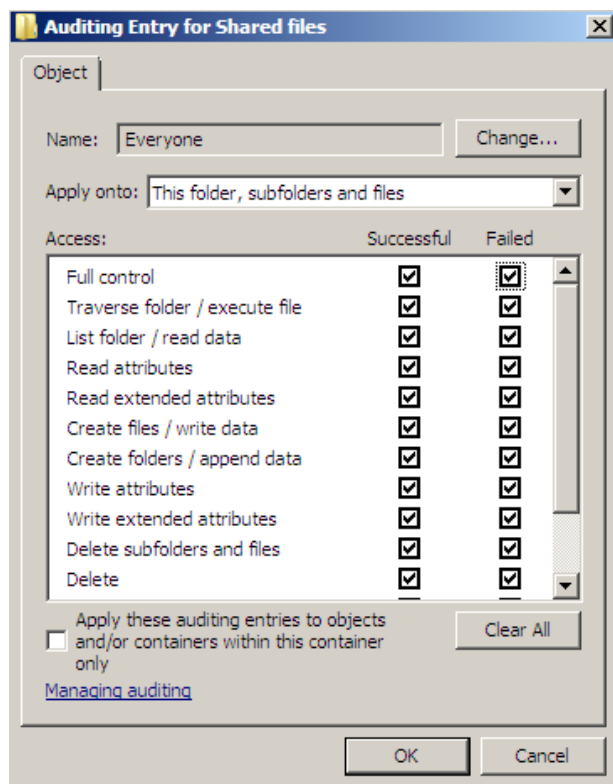 Auditing Entry for Shared files
Object
Name: Everyone Change...
Apply onto: This folder, subfolders and files
Access: Successful Failed
Full control
Traverse folder / execute file
List folder / read data
Read attributes
Read extended attributes
Create files / write data
Create folders / append data
Write attributes
Write extended attributes
Delete subfolders and files
Delete
Apply these auditing entries to objects
and/or containers within this container
only
Clear All
Managing auditing
OK Cancel